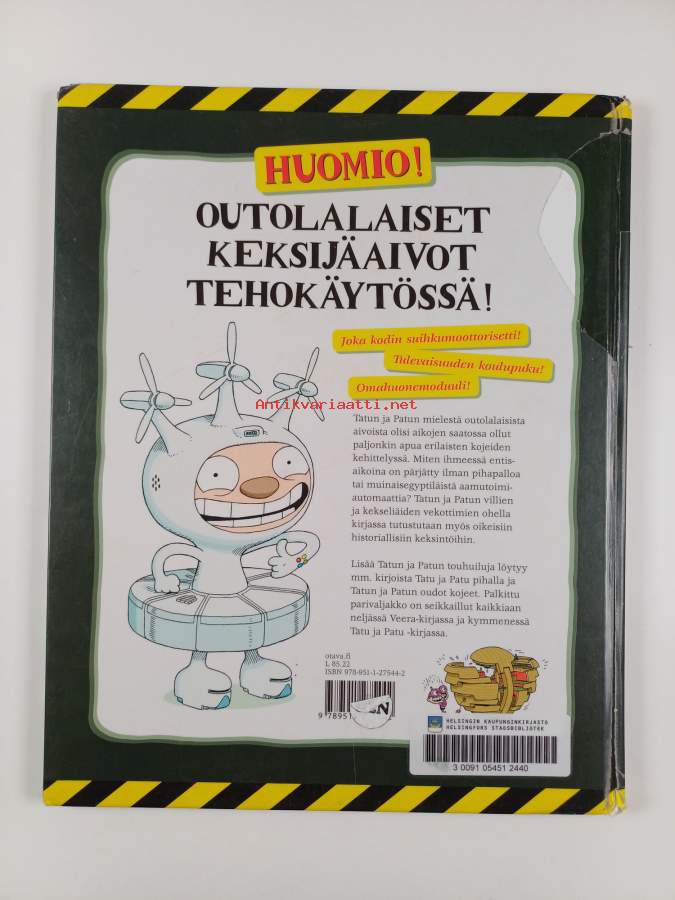 HUOMIO!
OUTOLALAISET
KEKSIJÄAIVOT
TEHOKÄYTÖSSÄ!
Joka kodin suihkumoottorisetti!
Tulevaisuuden koulupuku!
Omahuonemoduuli!
Antikvariaatti.net
Tatun ja Patun mielestä outolalaisista
aivoista olisi aikojen saatossa ollut
paljonkin apua erilaisten kojeiden
kehittelyssä. Miten ihmeessä entis-
aikoina on pärjätty ilman pihapalloa
tai muinaisegyptiläistä aamutoimi-
automaattia? Tatun ja Patun villien
ja kekseliäiden vekottimien ohella
kirjassa tutustutaan myös oikeisiin
historiallisiin keksintöihin.
Lisää Tatun ja Patun touhuiluja löytyy
mm. kirjoista Tatu ja Patu pihalla ja
Tatun ja Patun oudot kojeet. Palkittu
parivaljakko on seikkaillut kaikkiaan
neljässä Veera-kirjassa ja kymmenessä
Tatu ja Patu -kirjassa.
otava.fi
L 85.22
ISBN 978-951-1-27544-2
9 78951
HELSINGIN KAUPUNGINKIRJASTO
HELSINGFORS STADSBIBLIOTEK
3 0091 05451 2440